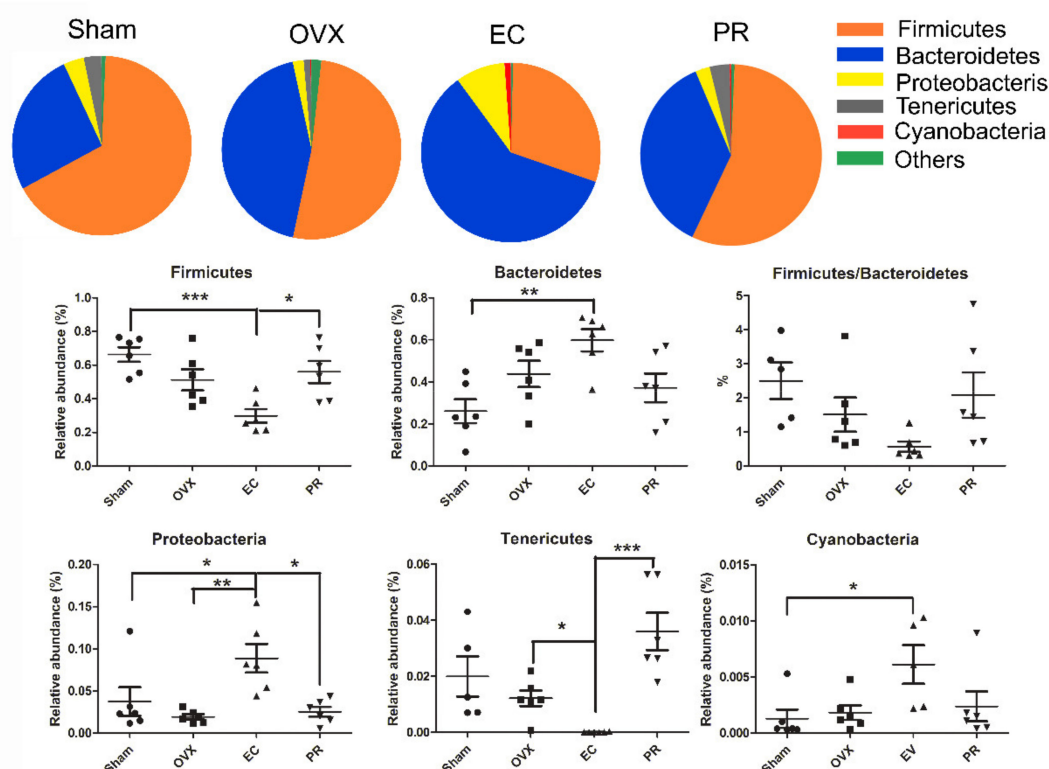 Sham
OVX
EC
PR
Firmicutes
Bacteroidetes
Proteobacteris
Tenericutes
Cyanobacteria
Others
Firmicutes
Relative abundance (%)
1.0
0.8
0.6
0.4
0.2
0.0
***
*
Sham
OVX
EC
PR
Bacteroidetes
Relative abundance (%)
0.8
0.6
0.4
0.2
0.0
**
Sham
OVX
EC
PR
Firmicutes/Bacteroidetes
%
5
4
3
2
1
0
Sham
OVX
EC
PR
Proteobacteria
Relative abundance (%)
0.20
0.15
0.10
0.05
0.00
*
**
*
Sham
OVX
EC
PR
Tenericutes
Relative abundance (%)
0.06
0.04
0.02
0.00
*
***
Sham
OVX
EC
PR
Cyanobacteria
Relative abundance (%)
0.015
0.010
0.005
0.000
*
Sham
OVX
EV
PR